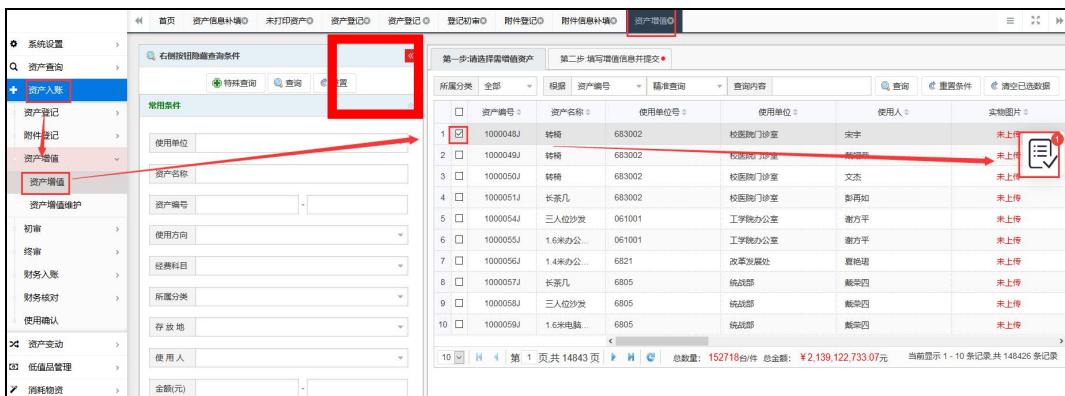 首页 资产信息补填 未打印资产 资产登记 资产登记 登记初审 附件登记 附件信息补填 资产增值
系统设置
资产查询
资产入账
资产登记
附件登记
资产增值
资产增值
资产增值维护
初审
终审
财务入账
财务核对
使用确认
资产变动
低值品管理
消耗物资
右侧按钮隐藏查询条件
特殊查询 查询 重置
常用条件
使用单位
资产名称
资产编号 -
使用方向
经费科目
所属分类
存 放 地
使 用 人
金额(元) -
第一步:请选择需增值资产 第二步:填写增值信息并提交
所属分类 全部 根据 资产编号 精准查询 查询内容 查询 重置条件 清空已选数据
资产编号 资产名称 使用单位号 使用单位 使用人 实物图片
1 1000048J 转椅 683002 校医院门诊室 宋宇 未上传
2 1000049J 转椅 683002 校医院门诊室 未上传
3 1000050J 转椅 683002 校医院门诊室 文杰 未上传
4 1000051J 长茶几 683002 校医院门诊室 彭再如 未上传
5 1000054J 三人位沙发 061001 工学院办公室 谢方平 未上传
6 1000055J 1.6米办公... 061001 工学院办公室 谢方平 未上传
7 1000056J 1.4米办公... 6821 改革发展处 夏艳珺 未上传
8 1000057J 长茶几 6805 统战部 戴荣四 未上传
9 1000058J 三人位沙发 6805 统战部 戴荣四 未上传
10 1000059J 1.6米电脑... 6805 统战部 戴荣四 未上传
1
10 第 1 页,共 14843 页 总数量: 152718台/件 总金额: ¥2,139,122,733.07元 当前显示 1 - 10 条记录,共 148426 条记录